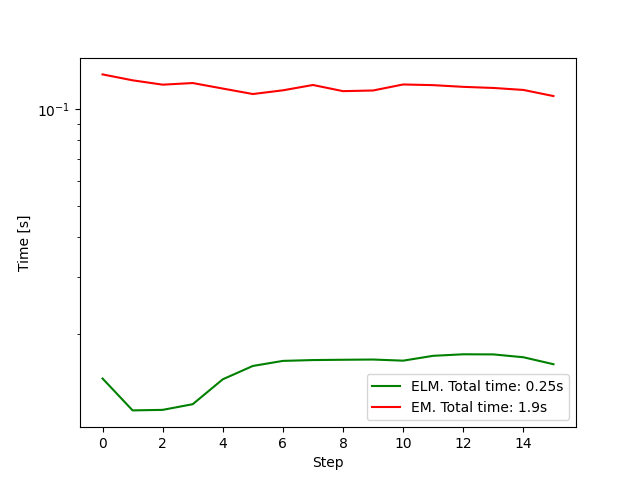 10⁻¹
Time [s]
ELM. Total time: 0.25s
EM. Total time: 1.9s
0 2 4 6 8 10 12 14
Step